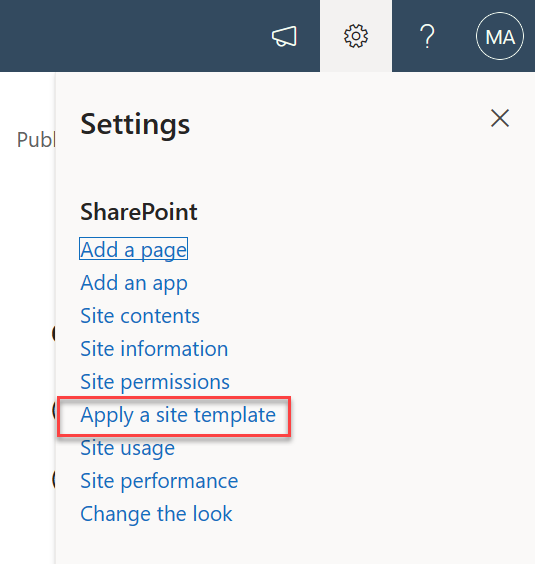 MA
Settings
Publ
SharePoint
Add a page
Add an app
Site contents
Site information
Site permissions
Apply a site template
Site usage
Site performance
Change the look